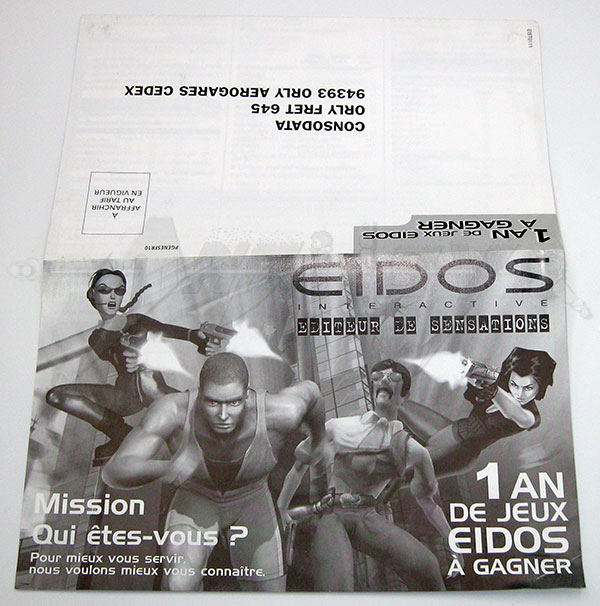 EIDTU11
CONSODATA
ORLY FRET 645
94393 ORLY AEROGARES CEDEX
À
AFFRANCHIR
AU TARIF
EN VIGUEUR
PGENESFR10
1 AN DE JEUX EIDOS
À GAGNER
EIDOS
INTERACTIVE
EDITEUR DE SENSATIONS
Mission
Qui êtes-vous ?
Pour mieux vous servir,
nous voulons mieux vous connaître.
1 AN
DE JEUX
EIDOS
À GAGNER